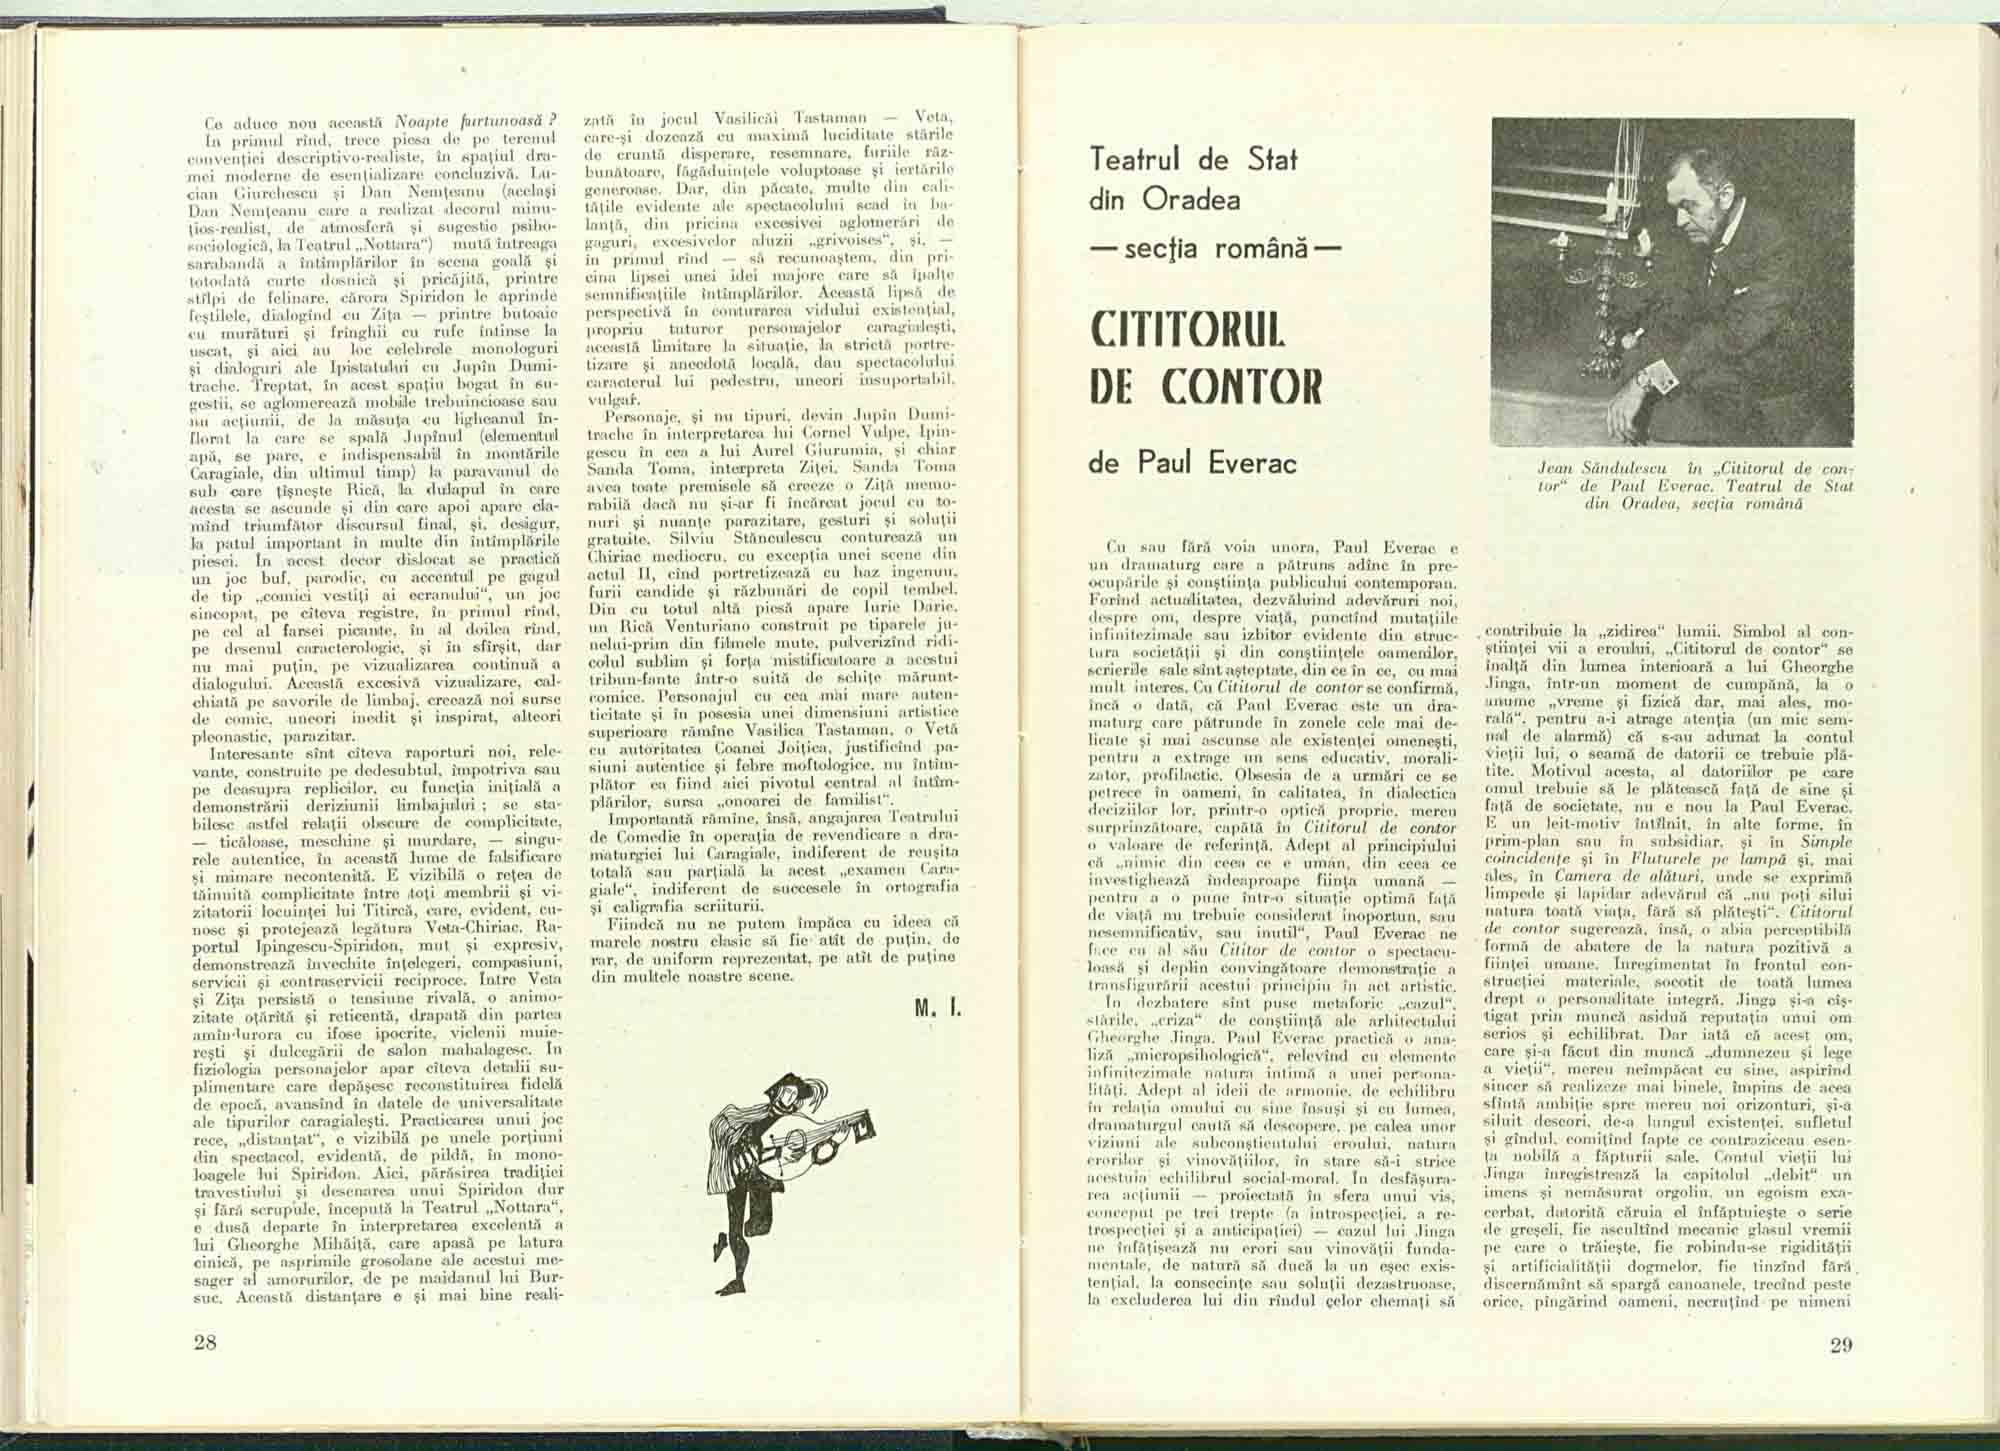 Ce aduce nou această Noapte furtunoasă ?
In primul rînd, trece piesa de pe terenul
convenției descriptiv-realiste, în spațiul dra-
mei moderne de esențializare concluzivă. Lu-
cian Giurchescu și Dan Nemțeanu (același
Dan Nemțeanu care a realizat decorul minu-
țios-realist, de atmosferă și sugestie psiho-
sociologică, la Teatrul „Nottara“) mută întreaga
sarabandă a întîmplărilor în scena goală și
totodată curte dosnică și pricăjită, printre
stîlpi de felinare, cărora Spiridon le aprinde
feștilele, dialogînd cu Zița — printre butoaie
cu murături și frînghii cu rufe întinse la
uscat, și aici au loc celebrele monologuri
și dialoguri ale Ipistatului cu Jupîn Dumi-
trache. Treptat, în acest spațiu bogat în su-
gestii, se aglomerează mobile trebuincioase sau
nu acțiunii, de la măsuța cu ligheanul în-
florat la care se spală Jupînul (elementul
apă, se pare, e indispensabil în montările
Caragiale, din ultimul timp) la paravanul de
sub care țîșnește Rică, la dulapul în care
acesta se ascunde și din care apoi apare cla-
mînd triumfător discursul final, și, desigur,
la patul important în multe din întîmplările
piesei. In acest decor dislocat se practică
un joc buf, parodic, cu accentul pe gagul
de tip „comici vestiți ai ecranului“, un joc
sincopat, pe cîteva registre, în primul rînd,
pe cel al farsei picante, în al doilea rînd,
pe desenul caracterologic, și în sfîrșit, dar
nu mai puțin, pe vizualizarea continuă a
dialogului. Această excesivă vizualizare, cal-
chiată pe savorile de limbaj, creează noi surse
de comic, uneori inedit și inspirat, alteori
pleonastic, parazitar.
Interesante sînt cîteva raporturi noi, rele-
vante, construite pe dedesubtul, împotriva sau
pe deasupra replicilor, cu funcția inițială a
demonstrării deriziunii limbajului ; se sta-
bilesc astfel relații obscure de complicitate,
— ticăloase, meschine și murdare, — singu-
rele autentice, în această lume de falsificare
și mimare necontenită. E vizibilă o rețea de
tăinuită complicitate între toți membrii și vi-
zitatorii locuinței lui Titircă, care, evident, cu-
nosc și protejează legătura Veta-Chiriac. Ra-
portul Ipingescu-Spiridon, mut și expresiv,
demonstrează învechite înțelegeri, compasiuni,
servicii și contraservicii reciproce. Intre Veta
și Zița persistă o tensiune rivală, o animo-
zitate oțărîtă și reticentă, drapată din partea
amîndurora cu ifose ipocrite, viclenii muie-
rești și dulcegării de salon mahalagesc. In
fiziologia personajelor apar cîteva detalii su-
plimentare care depășesc reconstituirea fidelă
de epocă, avansînd în datele de universalitate
ale tipurilor caragialești. Practicarea unui joc
rece, „distanțat“, e vizibilă pe unele porțiuni
din spectacol, evidentă, de pildă, în mono-
loagele lui Spiridon. Aici, părăsirea tradiției
travestiului și desenarea unui Spiridon dur
și fără scrupule, începută la Teatrul „Nottara“,
e dusă departe în interpretarea excelentă a
lui Gheorghe Mihăiță, care apasă pe latura
cinică, pe asprimile grosolane ale acestui me-
sager al amorurilor, de pe maidanul lui Bur-
suc. Această distanțare e și mai bine reali-
28
zată în jocul Vasilicăi Tastaman — Veta,
care-și dozează cu maximă luciditate stările
de cruntă disperare, resemnare, furiile răz-
bunătoare, făgăduințele voluptoase și iertările
generoase. Dar, din păcate, multe din cali-
tățile evidente ale spectacolului scad în ba-
lanță, din pricina excesivei aglomerări de
gaguri, excesivelor aluzii „grivoises“, și, —
în primul rînd — să recunoaștem, din pri-
cina lipsei unei idei majore care să înalțe
semnificațiile întîmplărilor. Această lipsă de
perspectivă în conturarea vidului existențial,
propriu tuturor personajelor caragialești,
această limitare la situație, la strictă portre-
tizare și anecdotă locală, dau spectacolului
caracterul lui pedestru, uneori insuportabil,
vulgar.
Personaje, și nu tipuri, devin Jupîn Dumi-
trache în interpretarea lui Cornel Vulpe, Ipin-
gescu în cea a lui Aurel Giurumia, și chiar
Sanda Toma, interpreta Ziței. Sanda Toma
avea toate premisele să creeze o Ziță memo-
rabilă dacă nu și-ar fi încărcat jocul cu to-
nuri și nuanțe parazitare, gesturi și soluții
gratuite. Silviu Stănculescu conturează un
Chiriac mediocru, cu excepția unei scene din
actul II, cînd portretizează cu haz ingenuu,
furii candide și răzbunări de copil tembel.
Din cu totul altă piesă apare Iurie Darie,
un Rică Venturiano construit pe tiparele ju-
nelui-prim din filmele mute, pulverizînd ridi-
colul sublim și forța mistificatoare a acestui
tribun-fante într-o suită de schițe mărunt-
comice. Personajul cu cea mai mare auten-
ticitate și în posesia unei dimensiuni artistice
superioare rămîne Vasilica Tastaman, o Vetă
cu autoritatea Coanei Joițica, justificînd pa-
siuni autentice și febre moftologice, nu întîm-
plător ea fiind aici pivotul central al întîm-
plărilor, sursa „onoarei de familist“.
Importantă rămîne, însă, angajarea Teatrului
de Comedie în operația de revendicare a dra-
maturgiei lui Caragiale, indiferent de reușita
totală sau parțială la acest „examen Cara-
giale“, indiferent de succesele în ortografia
și caligrafia scriiturii.
Fiindcă nu ne putem împăca cu ideea că
marele nostru clasic să fie atît de puțin, de
rar, de uniform reprezentat, pe atît de puține
din multele noastre scene.
M. I.
Teatrul de Stat
din Oradea
— secția română —
CITITORUL
DE CONTOR
de Paul Everac
Jean Săndulescu în „Cititorul de con-
tor“ de Paul Everac. Teatrul de Stat
din Oradea, secția română
Cu sau fără voia unora, Paul Everac e
un dramaturg care a pătruns adînc în pre-
ocupările și conștiința publicului contemporan.
Forînd actualitatea, dezvăluind adevăruri noi,
despre om, despre viață, punctînd mutațiile
infinitezimale sau izbitor evidente din struc-
tura societății și din conștiințele oamenilor,
scrierile sale sînt așteptate, din ce în ce, cu mai
mult interes. Cu Cititorul de contor se confirmă,
încă o dată, că Paul Everac este un dra-
maturg care pătrunde în zonele cele mai de-
licate și mai ascunse ale existenței omenești,
pentru a extrage un sens educativ, morali-
zator, profilactic. Obsesia de a urmări ce se
petrece în oameni, în calitatea, în dialectica
deciziilor lor, printr-o optică proprie, mereu
surprinzătoare, capătă în Cititorul de contor
o valoare de referință. Adept al principiului
că „nimic din ceea ce e uman, din ceea ce
investighează îndeaproape ființa umană —
pentru a o pune într-o situație optimă față
de viață nu trebuie considerat inoportun, sau
nesemnificativ, sau inutil“, Paul Everac ne
face cu al său Cititor de contor o spectacu-
loasă și deplin convingătoare demonstrație a
transfigurării acestui principiu în act artistic.
In dezbatere sînt puse metaforic „cazul“,
stările, „criza“ de conștiință ale arhitectului
Gheorghe Jinga. Paul Everac practică o ana-
liză „micropsihologică“, relevînd cu elemente
infinitezimale natura intimă a unei persona-
lități. Adept al ideii de armonie, de echilibru
în relația omului cu sine însuși și cu lumea,
dramaturgul caută să descopere, pe calea unor
viziuni ale subconștientului eroului, natura
erorilor și vinovățiilor, în stare să-i strice
acestuia echilibrul social-moral. In desfășura-
rea acțiunii — proiectată în sfera unui vis,
conceput pe trei trepte (a introspecției, a re-
trospecției și a anticipației) — cazul lui Jinga
ne înfățișează nu erori sau vinovății funda-
mentale, de natură să ducă la un eșec exis-
tențial, la consecințe sau soluții dezastruoase,
la excluderea lui din rîndul celor chemați să
contribuie la „zidirea“ lumii. Simbol al con-
științei vii a eroului, „Cititorul de contor“ se
înalță din lumea interioară a lui Gheorghe
Jinga, într-un moment de cumpănă, la o
anume „vreme și fizică dar, mai ales, mo-
rală“, pentru a-i atrage atenția (un mic sem-
nal de alarmă) că s-au adunat la contul
vieții lui, o seamă de datorii ce trebuie plă-
tite. Motivul acesta, al datoriilor pe care
omul trebuie să le plătească față de sine și
față de societate, nu e nou la Paul Everac.
E un leit-motiv întîlnit, în alte forme, în
prim-plan sau în subsidiar, și în Simple
coincidențe și în Fluturele pe lampă și, mai
ales, în Camera de alături, unde se exprimă
limpede și lapidar adevărul că „nu poți silui
natura toată viața, fără să plătești“. Cititorul
de contor sugerează, însă, o abia perceptibilă
formă de abatere de la natura pozitivă a
ființei umane. Inregimentat în frontul con-
strucției materiale, socotit de toată lumea
drept o personalitate integră, Jinga și-a cîș-
tigat prin muncă asiduă reputația unui om
serios și echilibrat. Dar iată că acest om,
care și-a făcut din muncă „dumnezeu și lege
a vieții“, mereu neîmpăcat cu sine, aspirînd
sincer să realizeze mai binele, împins de acea
sfîntă ambiție spre mereu noi orizonturi, și-a
siluit deseori, de-a lungul existenței, sufletul
și gîndul, comițînd fapte ce contraziceau esen-
ța nobilă a făpturii sale. Contul vieții lui
Jinga înregistrează la capitolul „debit“ un
imens și nemăsurat orgoliu, un egoism exa-
cerbat, datorită căruia el înfăptuiește o serie
de greșeli, fie ascultînd mecanic glasul vremii
pe care o trăiește, fie robindu-se rigidității
și artificialității dogmelor, fie tinzînd fără
discernămînt să spargă canoanele, trecînd peste
orice, pîngărind oameni, necruțînd pe nimeni
29